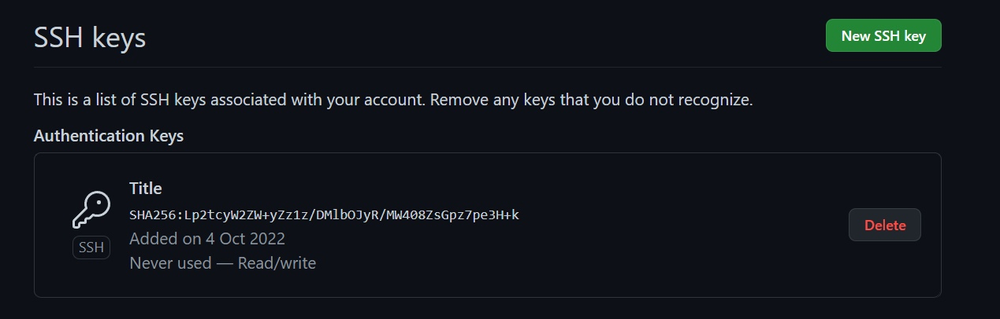 SSH keys
New SSH key
This is a list of SSH keys associated with your account. Remove any keys that you do not recognize.
Authentication Keys
Title
SHA256:Lp2tcyW2ZW+yZz1z/DMlbOJyR/MW408ZsGpz7pe3H+k
Added on 4 Oct 2022
Never used — Read/write
SSH
Delete